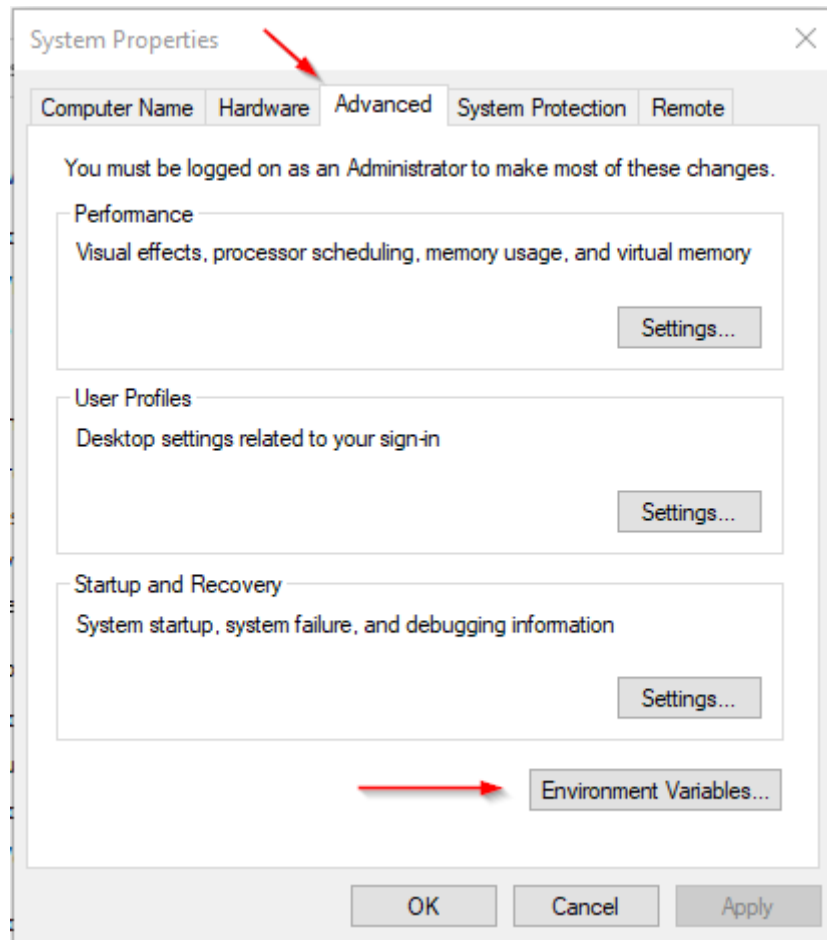 System Properties
Computer Name Hardware Advanced System Protection Remote
You must be logged on as an Administrator to make most of these changes.
Performance
Visual effects, processor scheduling, memory usage, and virtual memory
Settings...
User Profiles
Desktop settings related to your sign-in
Settings...
Startup and Recovery
System startup, system failure, and debugging information
Settings...
Environment Variables...
OK Cancel Apply